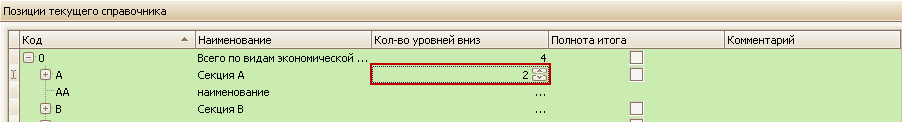 Позиции текущего справочника
Код Наименование Кол-во уровней вниз Полнота итога Комментарий
0 Всего по видам экономической ... 4
A Секция A 2
AA наименование ...
B Секция B ...